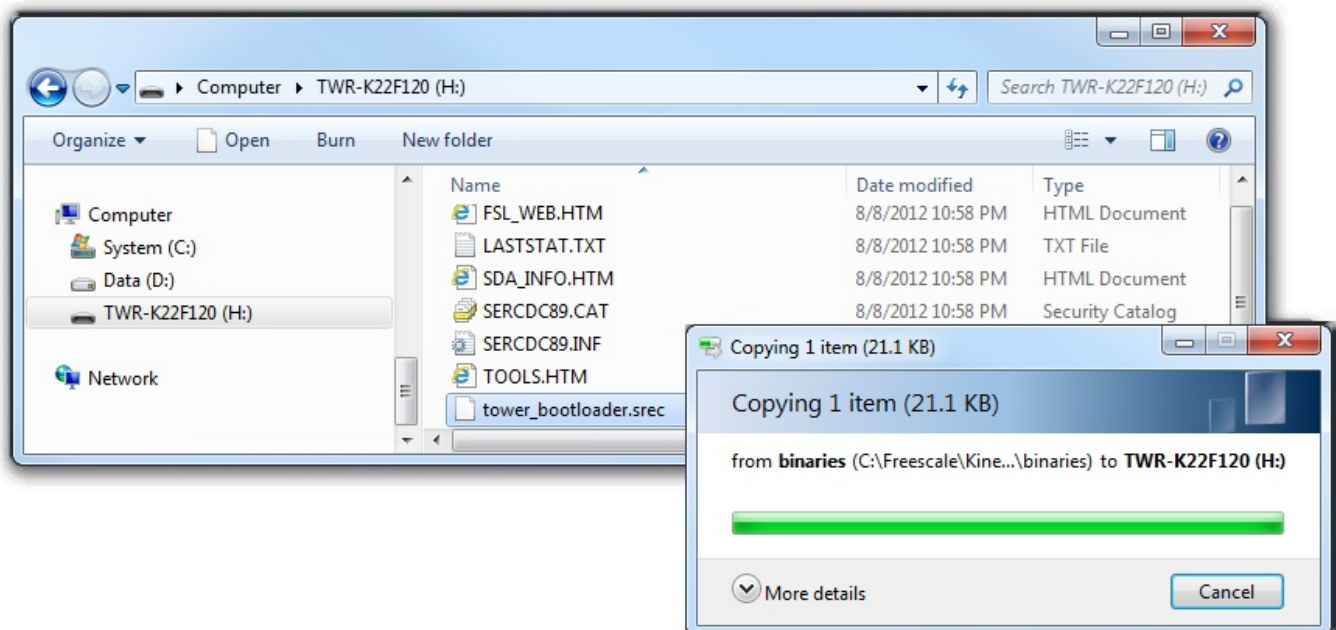 Computer ▸ TWR-K22F120 (H:)
Search TWR-K22F120 (H:)
Organize Open Burn New folder
Name Date modified Type
Computer
System (C:)
Data (D:)
TWR-K22F120 (H:)
Network
FSL_WEB.HTM 8/8/2012 10:58 PM HTML Document
LASTSTAT.TXT 8/8/2012 10:58 PM TXT File
SDA_INFO.HTM 8/8/2012 10:58 PM HTML Document
SERCDC89.CAT 8/8/2012 10:58 PM Security Catalog
SERCDC89.INF
TOOLS.HTM
tower_bootloader.srec
Copying 1 item (21.1 KB)
Copying 1 item (21.1 KB)
from binaries (C:\Freescale\Kine...\binaries) to TWR-K22F120 (H:)
More details
Cancel